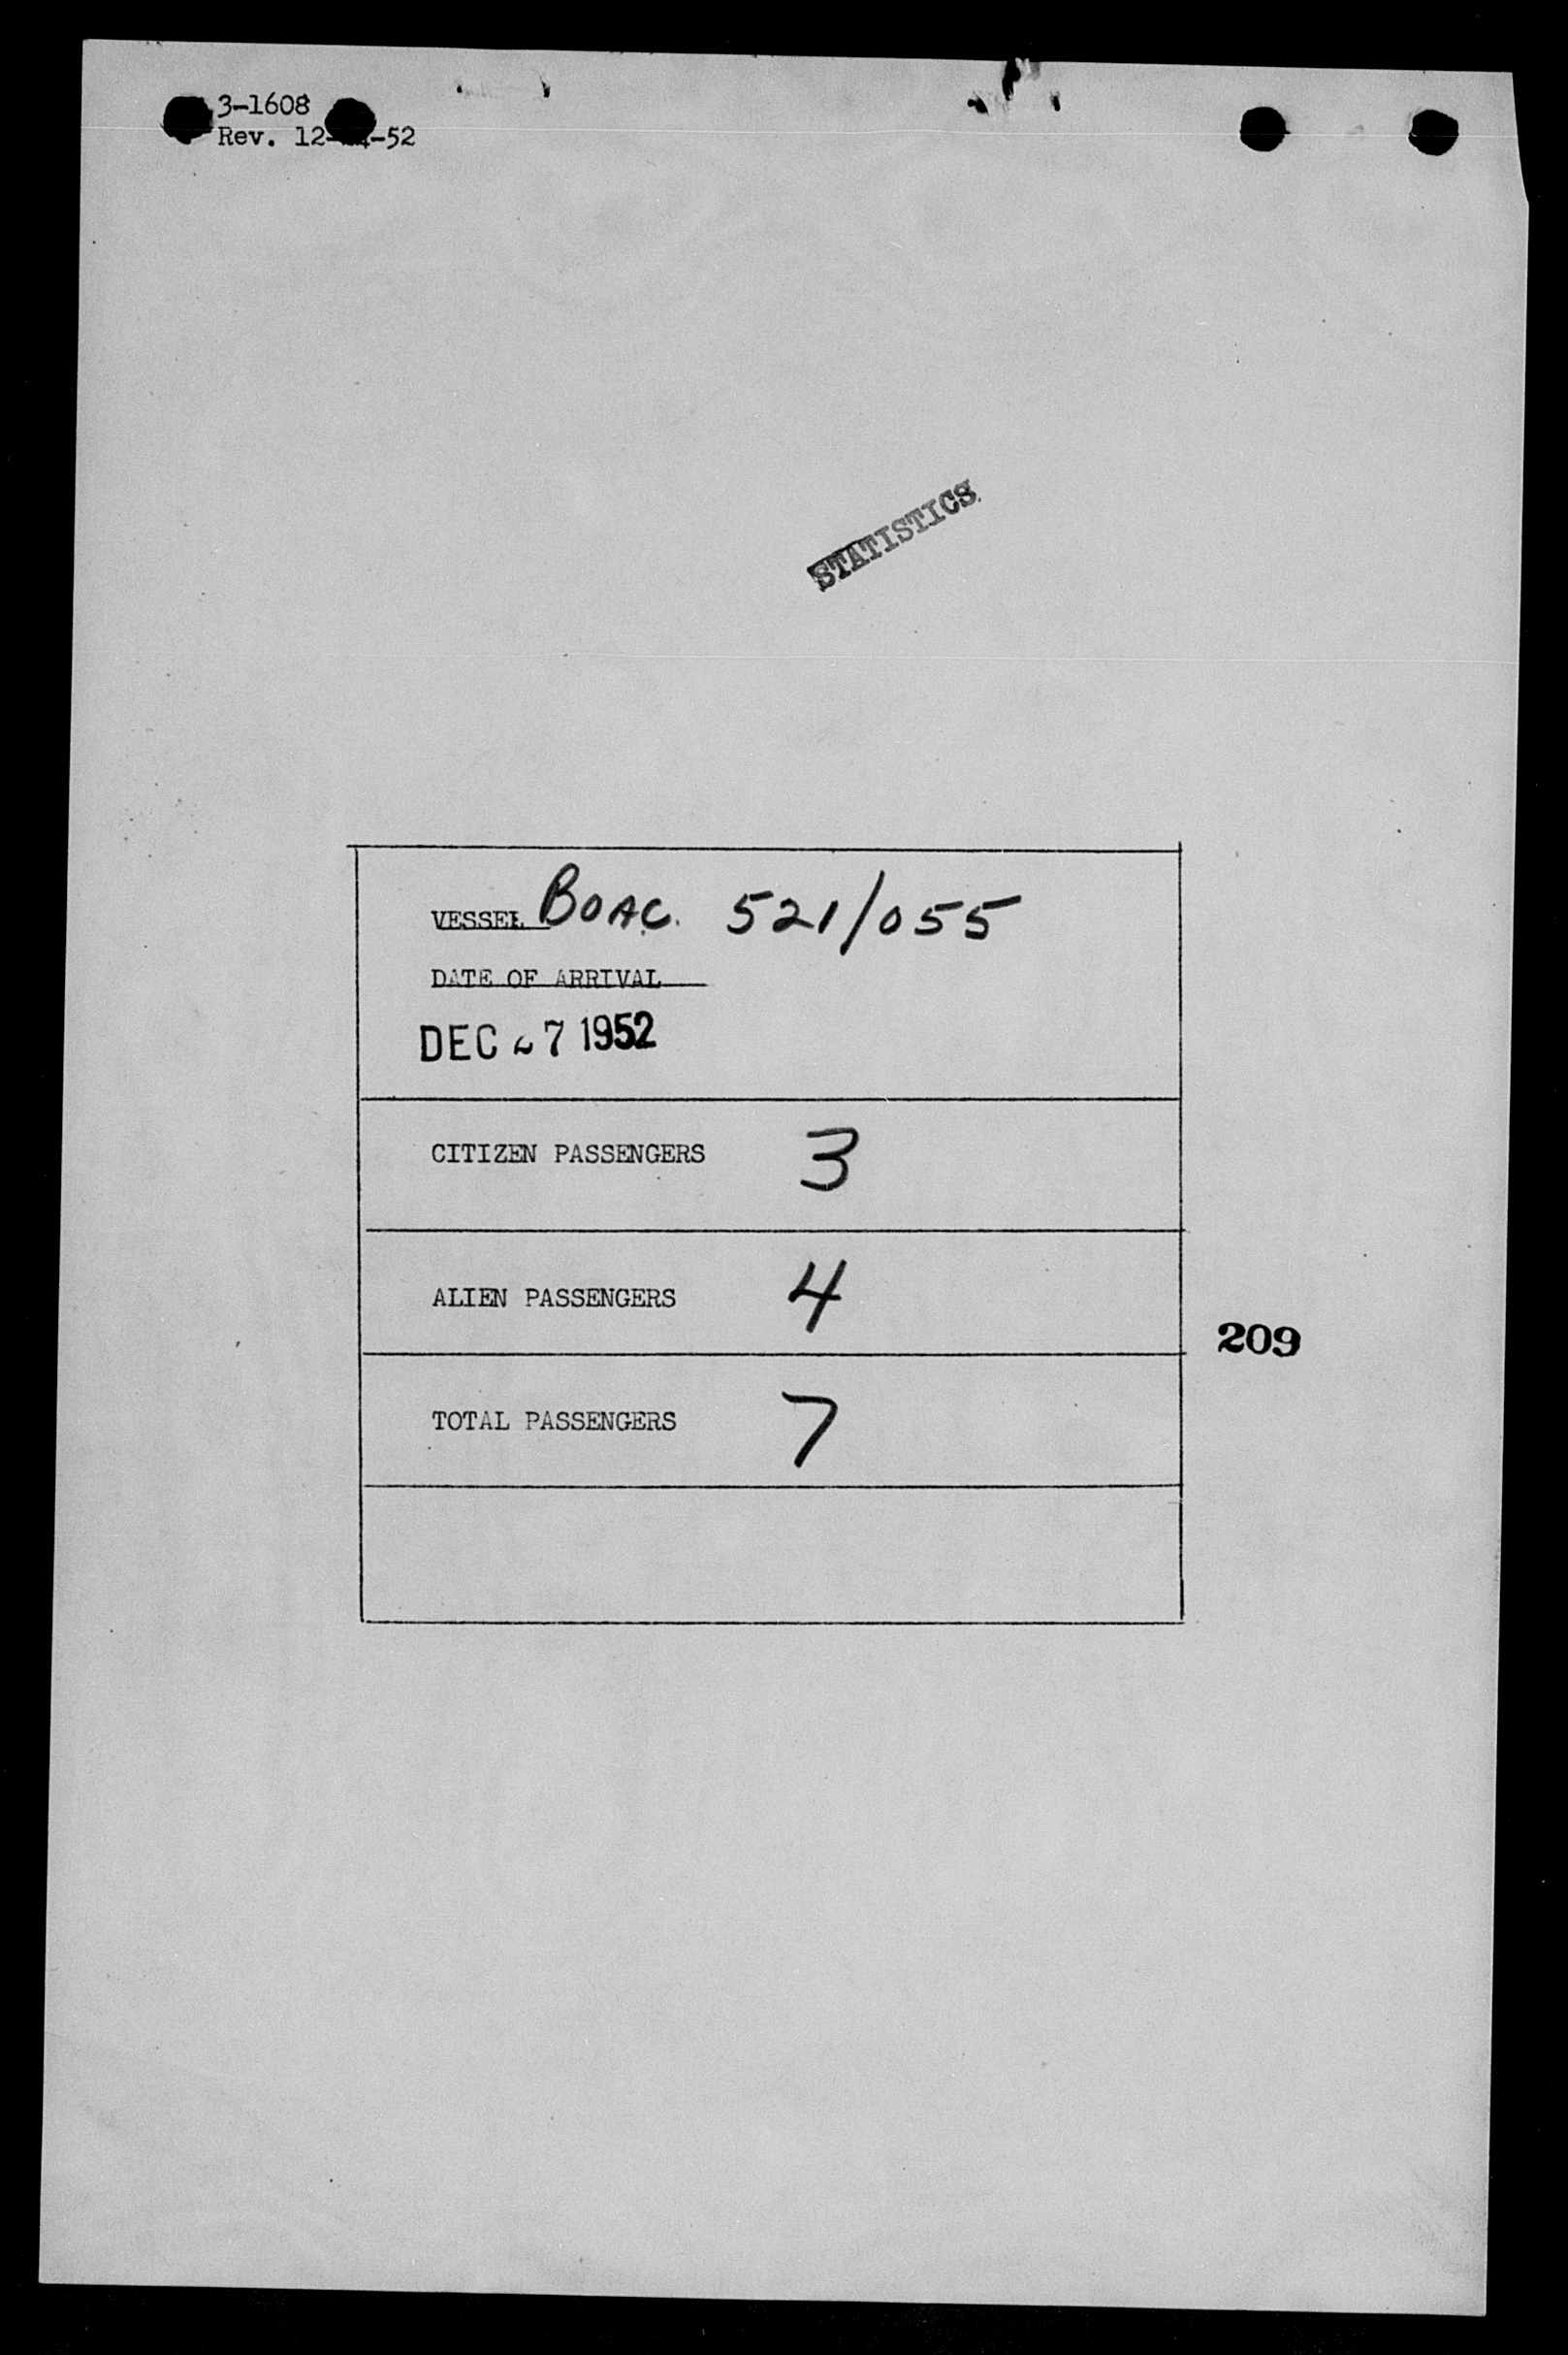 3-1608
Rev. 12- -52
STATISTICS
VESSEL BOAC. 521/055
DATE OF ARRIVAL
DEC 27 1952
CITIZEN PASSENGERS 3
ALIEN PASSENGERS 4
209
TOTAL PASSENGERS 7